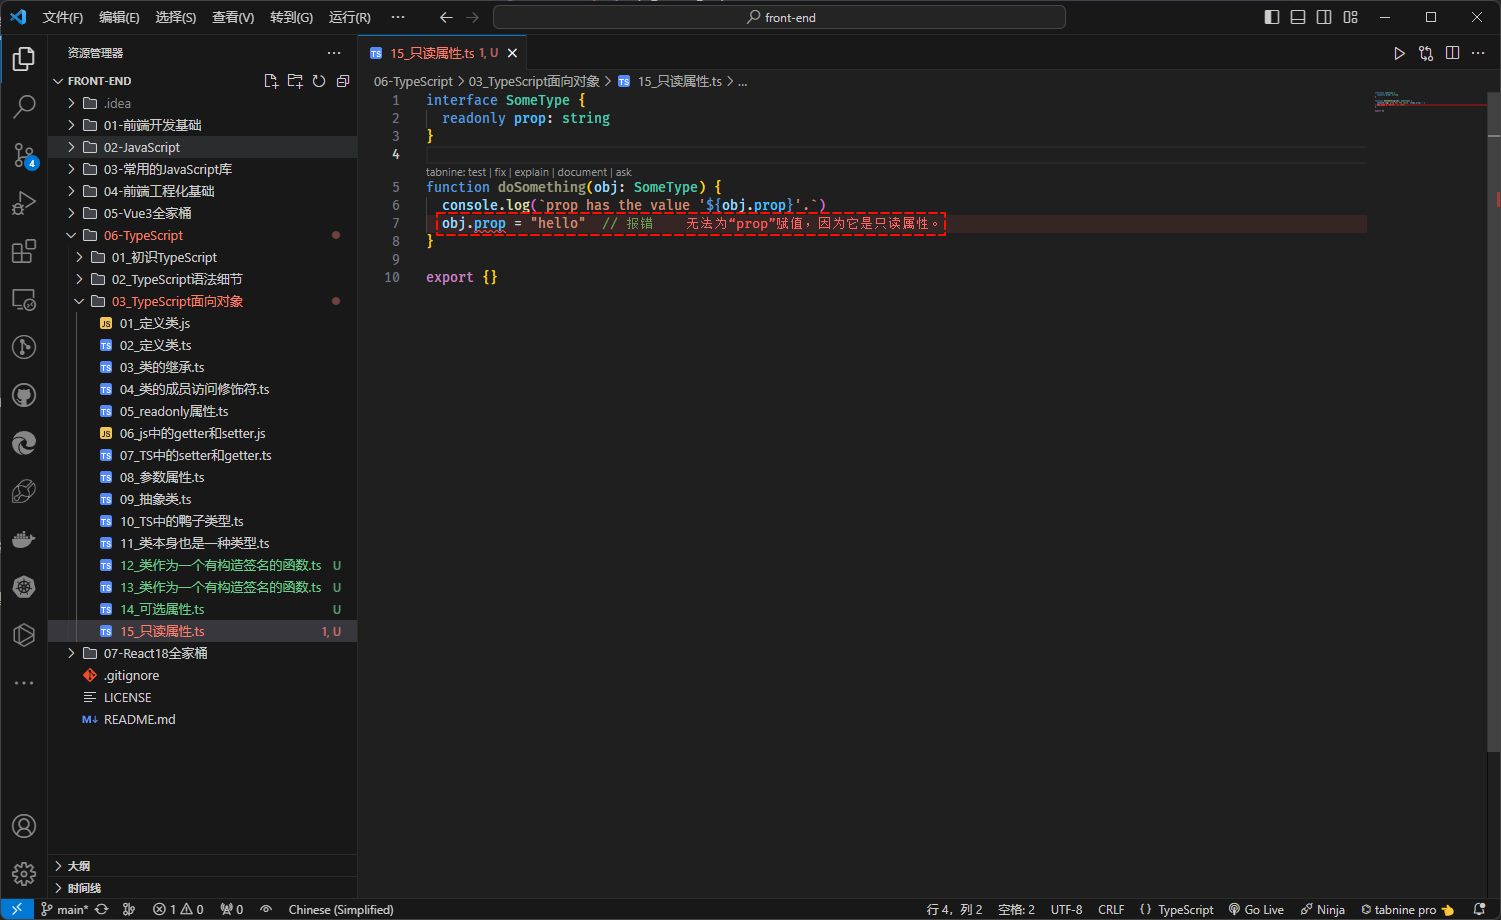 文件(F) 编辑(E) 选择(S) 查看(V) 转到(G) 运行(R) ··· front-end
资源管理器 ···
FRONT-END
.idea
01-前端开发基础
02-JavaScript
03-常用的JavaScript库
04-前端工程化基础
05-Vue3全家桶
06-TypeScript
01_初识TypeScript
02_TypeScript语法细节
03_TypeScript面向对象
JS 01_定义类.js
TS 02_定义类.ts
TS 03_类的继承.ts
TS 04_类的成员访问修饰符.ts
TS 05_readonly属性.ts
JS 06_js中的getter和setter.js
TS 07_TS中的setter和getter.ts
TS 08_参数属性.ts
TS 09_抽象类.ts
TS 10_TS中的鸭子类型.ts
TS 11_类本身也是一种类型.ts
TS 12_类作为一个有构造签名的函数.ts U
TS 13_类作为一个有构造签名的函数.ts U
TS 14_可选属性.ts U
TS 15_只读属性.ts 1, U
07-React18全家桶
.gitignore
LICENSE
M↓ README.md
大纲
时间线
4
TS 15_只读属性.ts 1, U
06-TypeScript > 03_TypeScript面向对象 > TS 15_只读属性.ts > ...
1 interface SomeType {
2 readonly prop: string
3 }
4
tabnine: test | fix | explain | document | ask
5 function doSomething(obj: SomeType) {
6 console.log(`prop has the value '${obj.prop}'.`)
7 obj.prop = "hello" // 报错 无法为“prop”赋值，因为它是只读属性。
8 }
9
10 export {}
main* 1 0 0 Chinese (Simplified) 行 4，列 2 空格: 2 UTF-8 CRLF {} TypeScript Go Live Ninja tabnine pro